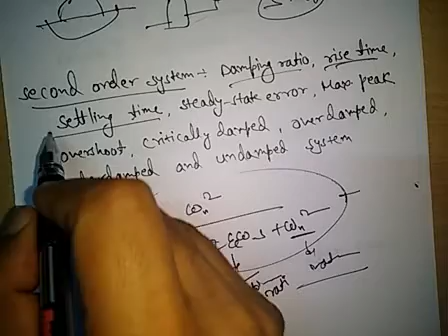 second order system :- Damping ratio, rise time,
settling time, steady-state error, Max peak
overshoot, critically damped, overdamped,
and undamped system
ωn²
s + ωn²